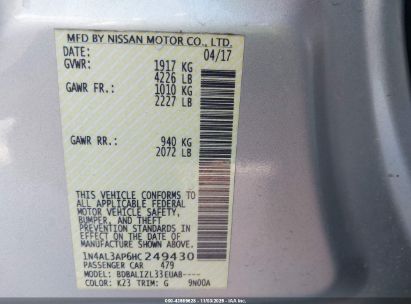 MFD BY NISSAN MOTOR CO., LTD.
DATE: 04/17
GVWR: 1917 KG
4226 LB
GAWR FR.: 1010 KG
2227 LB
GAWR RR.: 940 KG
2072 LB
THIS VEHICLE CONFORMS TO
ALL APPLICABLE FEDERAL
MOTOR VEHICLE SAFETY,
BUMPER, AND THEFT
PREVENTION STANDARDS IN
EFFECT ON THE DATE OF
MANUFACTURE SHOWN ABOVE.
1N4AL3AP6HC249430
PASSENGER CAR 479
MODEL: BDBALIZL33EUAB----
COLOR: K23 TRIM: G 9N00A